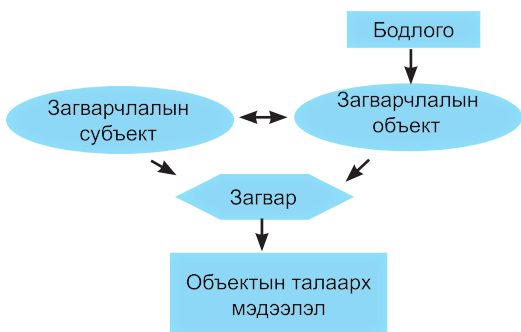 Бодлого
Загварчлалын
субъект
Загварчлалын
объект
Загвар
Объектын талаарх
мэдээлэл